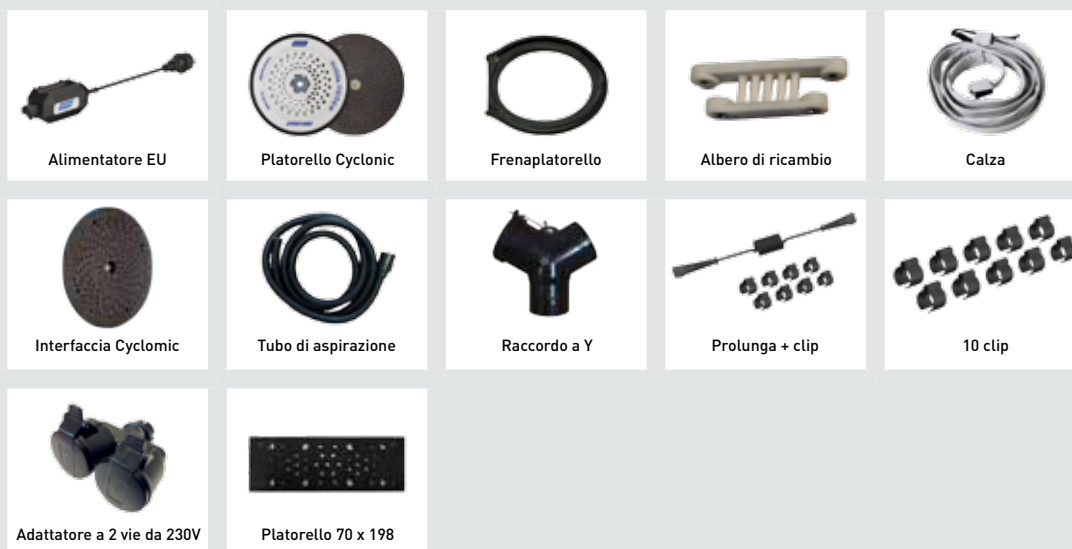 Alimentatore EU
Platorello Cyclonic
Frenaplatorello
Albero di ricambio
Calza
Interfaccia Cyclomic
Tubo di aspirazione
Raccordo a Y
Prolunga + clip
10 clip
Adattatore a 2 vie da 230V
Platorello 70 x 198